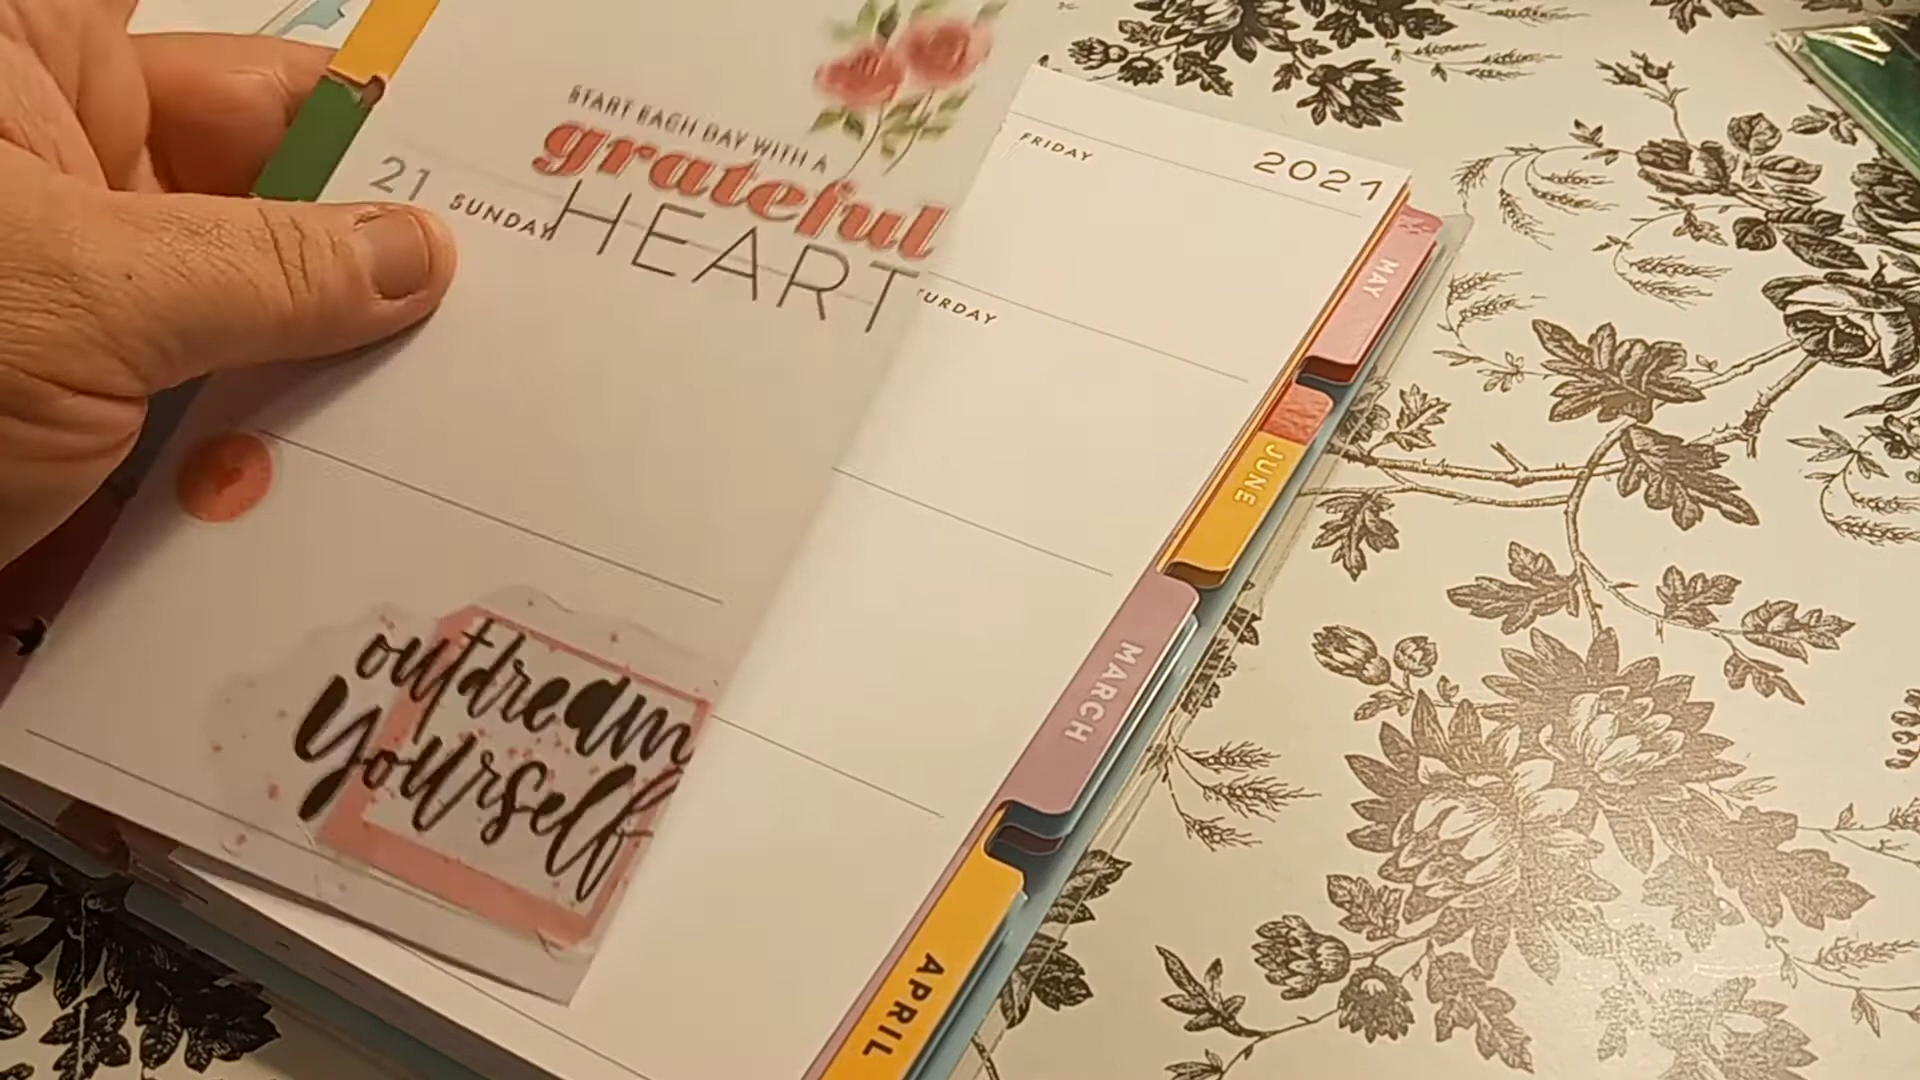 START EACH DAY WITH A
grateful
HEART
21 SUNDAY
outdream
yourself
FRIDAY
2021
TURDAY
MAY
JUNE
MARCH
APRIL